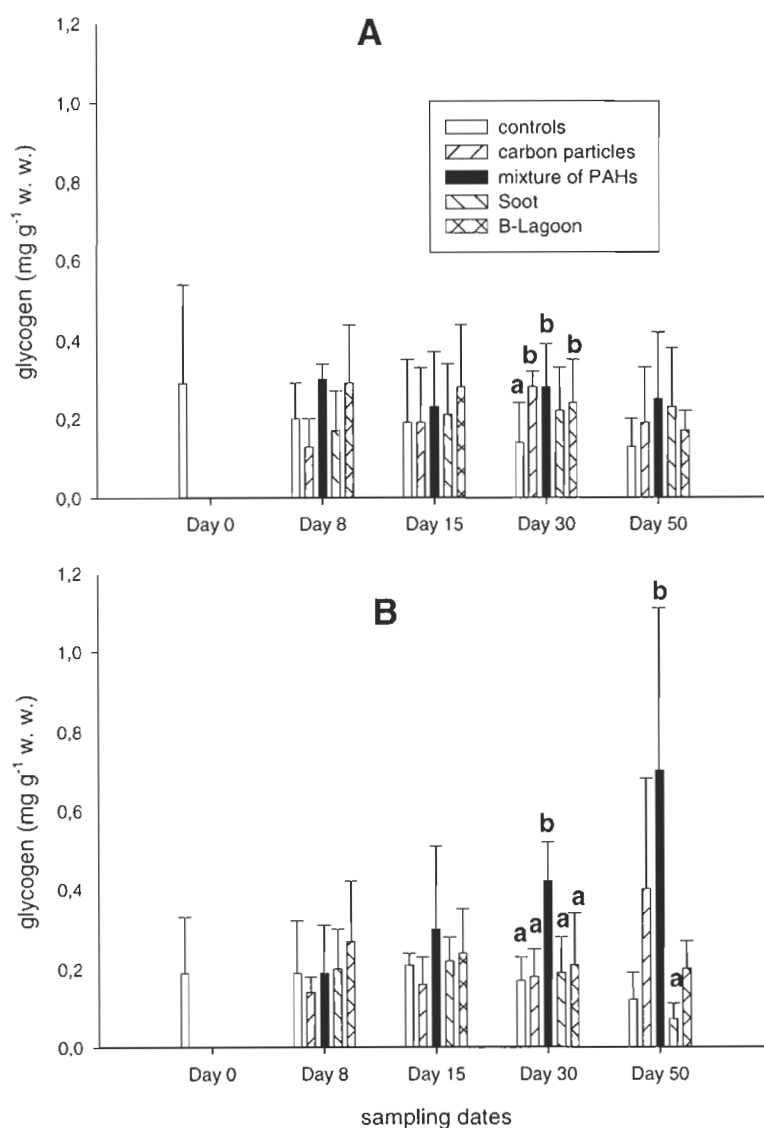 A
1,2
1,0
0,8
0,6
0,4
0,2
0,0
glycogen (mg g⁻¹ w. w.)
controls
carbon particles
mixture of PAHs
Soot
B-Lagoon
a b b b
Day 0 Day 8 Day 15 Day 30 Day 50
B
1,2
1,0
0,8
0,6
0,4
0,2
0,0
glycogen (mg g⁻¹ w. w.)
a a b a a
b a
Day 0 Day 8 Day 15 Day 30 Day 50
sampling dates